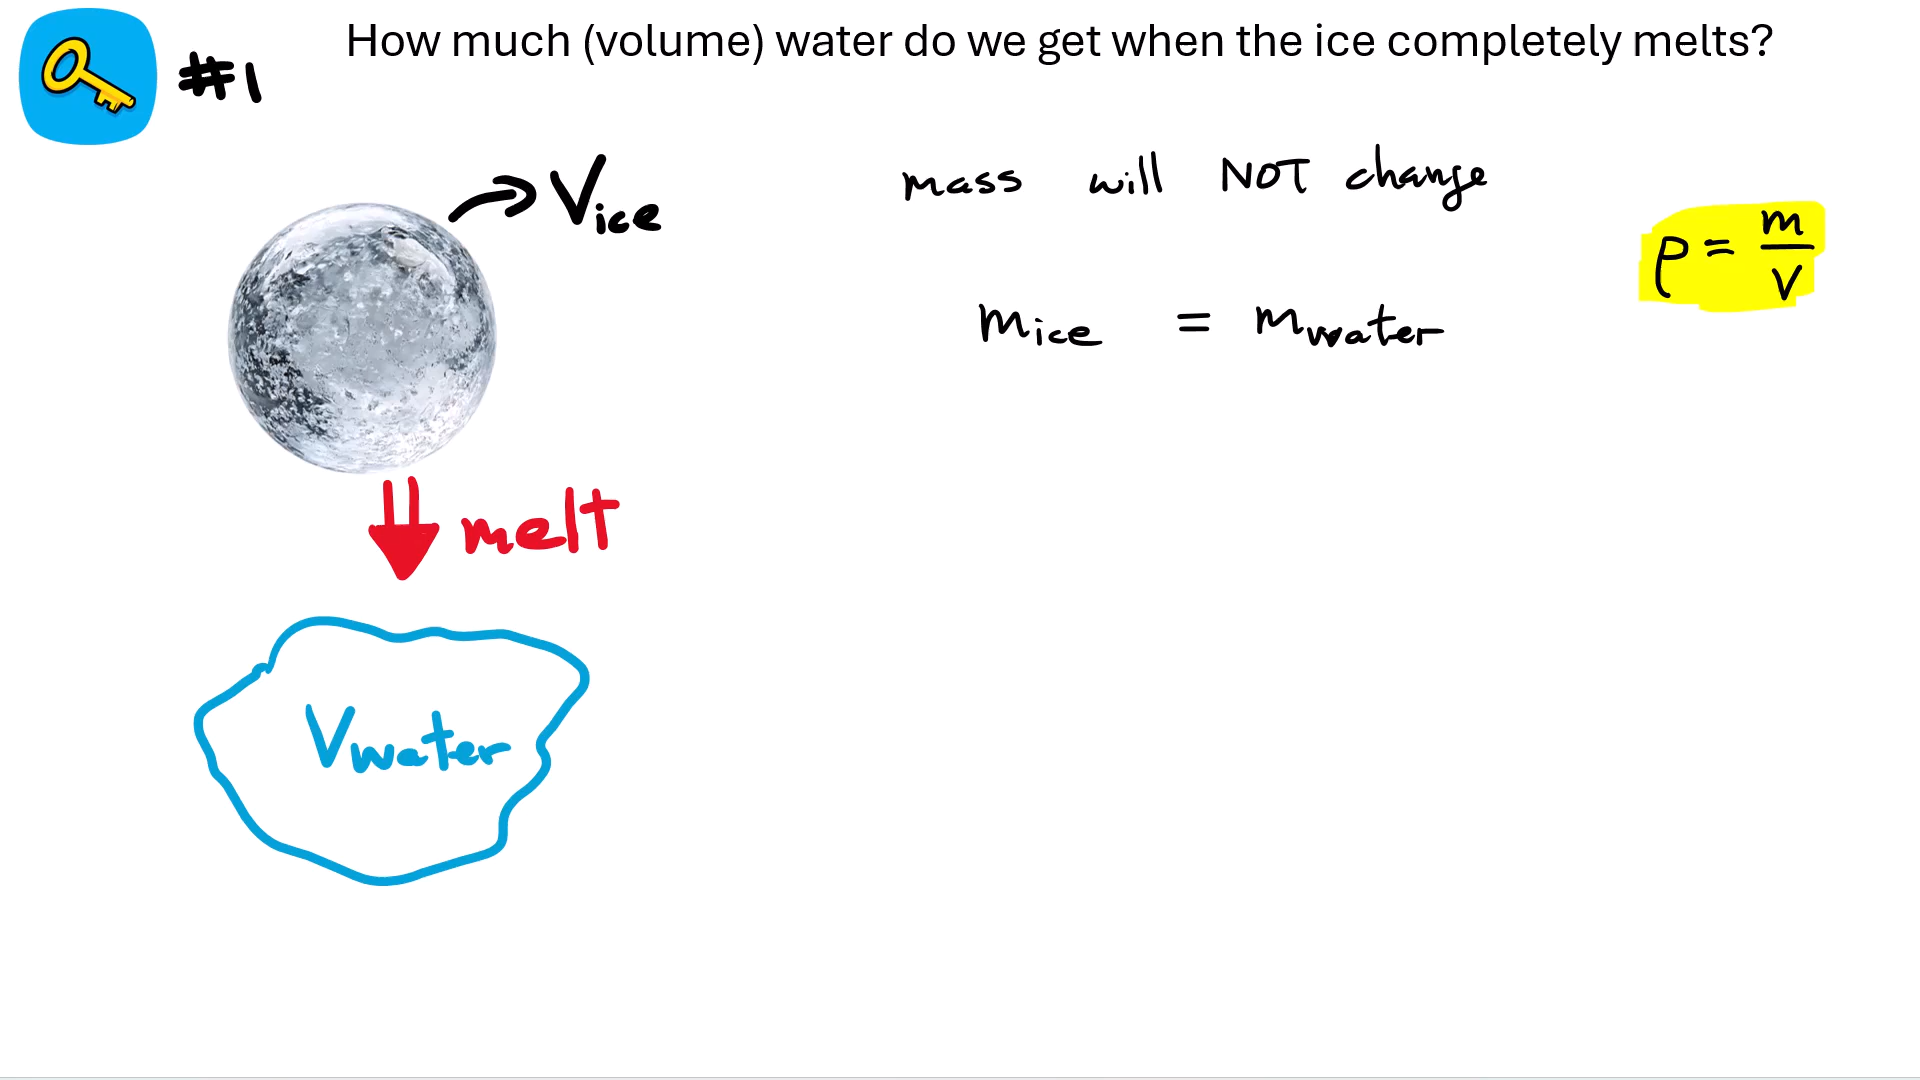 How much (volume) water do we get when the ice completely melts?
#1
Vice
mass will NOT change
ρ = m/V
mice = mwater
melt
Vwater